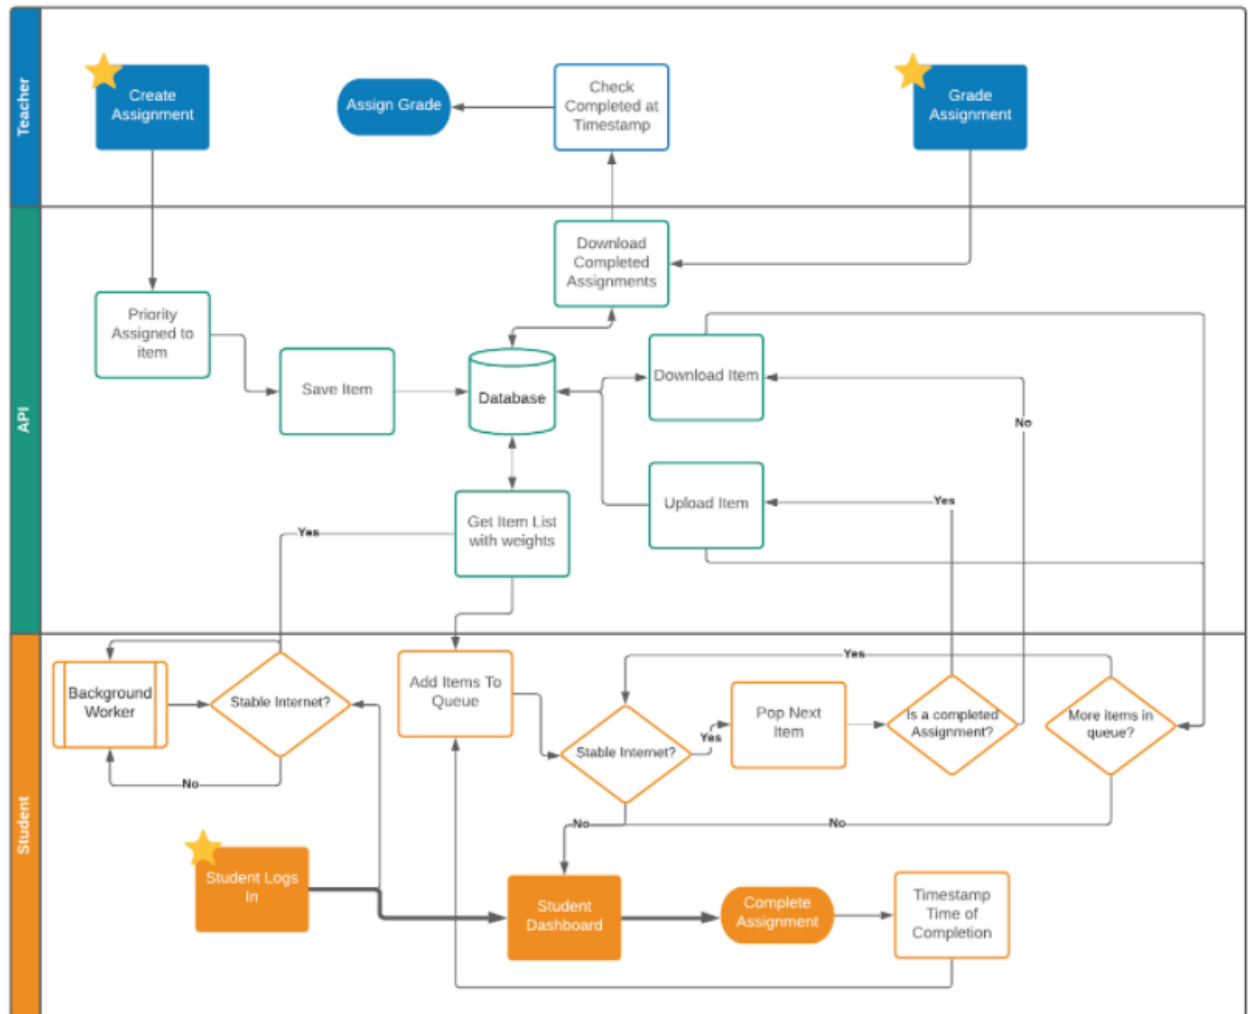 Teacher
Create
Assignment
Assign Grade
Check
Completed at
Timestamp
Grade
Assignment
API
Download
Completed
Assignments
Priority
Assigned to
item
Save Item
Database
Download Item
No
Upload Item
Yes
Get Item List
with weights
Yes
Student
Background
Worker
Stable Internet?
No
Add Items To
Queue
Yes
Stable Internet?
Yes
Pop Next
Item
Is a completed
Assignment?
More items in
queue?
No
No
Student Logs
In
Student
Dashboard
Complete
Assignment
Timestamp
Time of
Completion